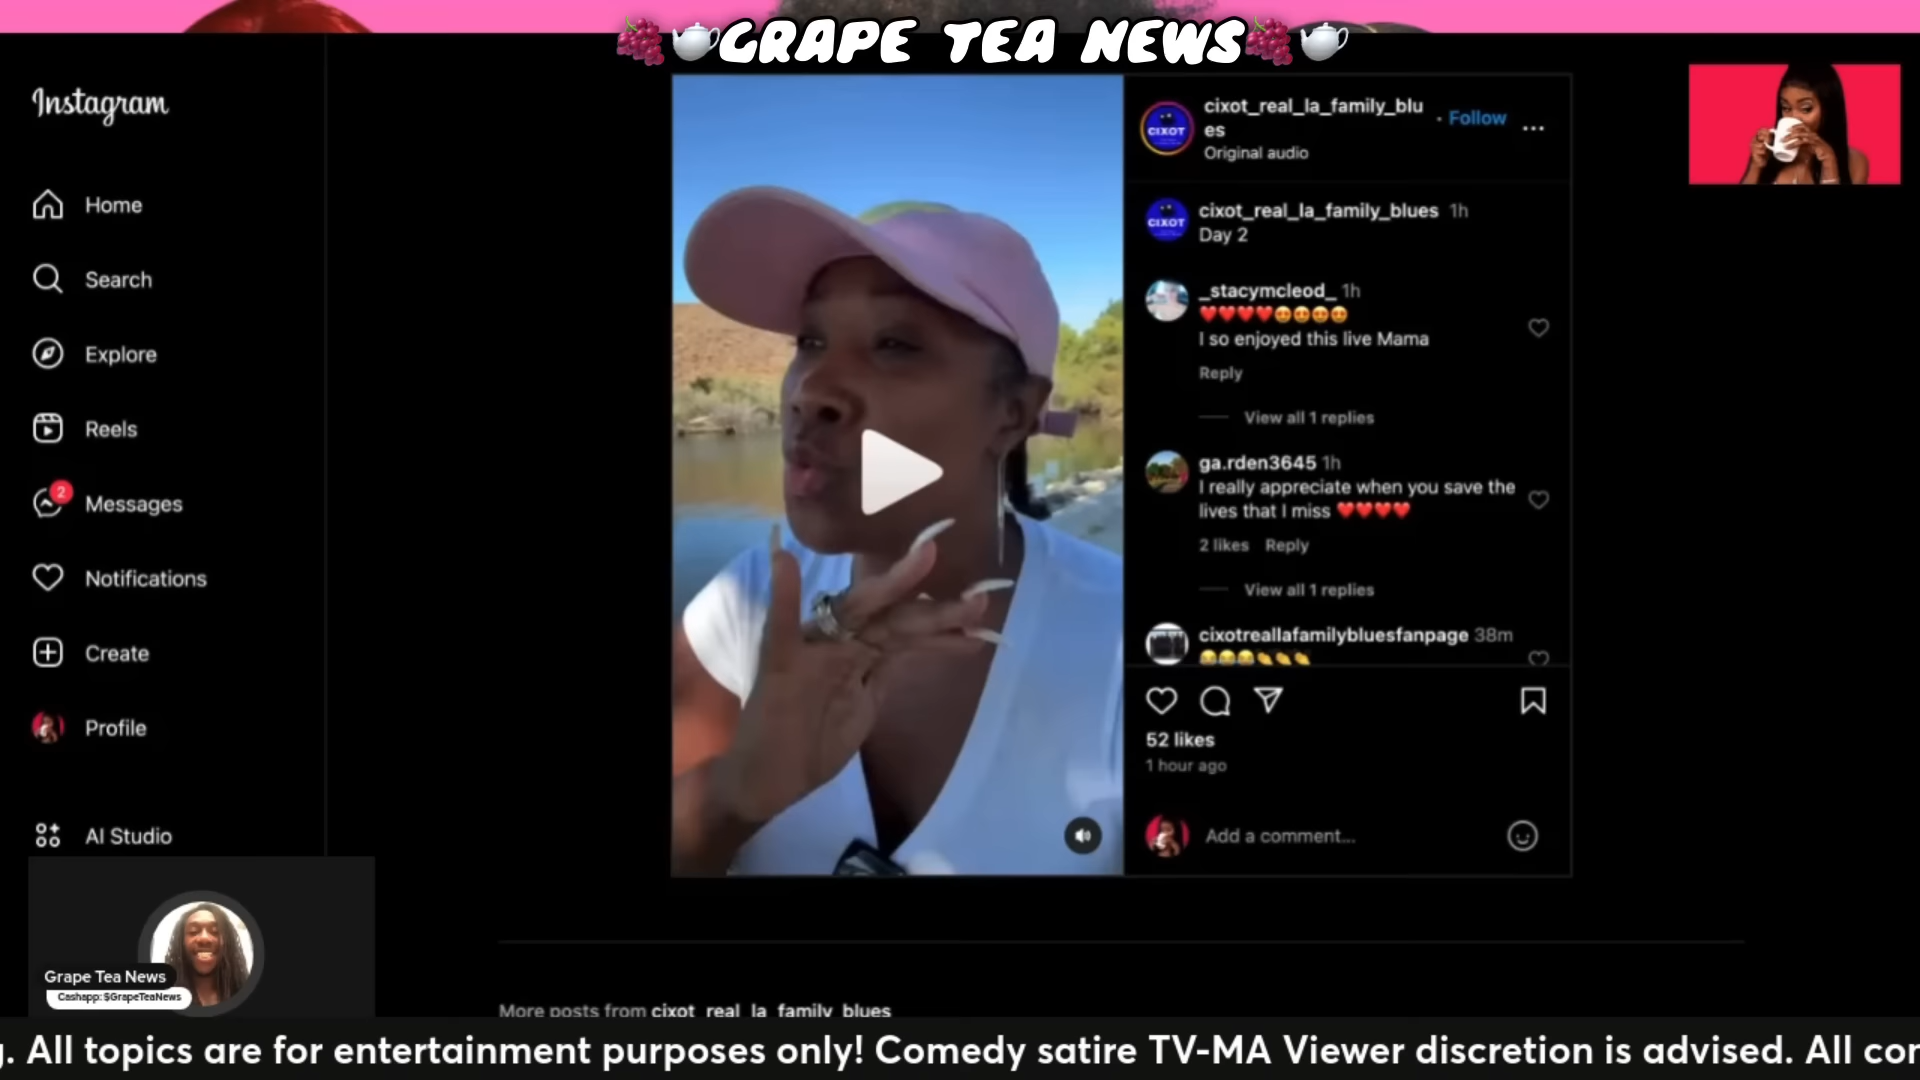 GRAPE TEA NEWS
Instagram
Home
Search
Explore
Reels
2
Messages
Notifications
Create
Profile
AI Studio
Grape Tea News
Cashapp: $GrapeTeaNews
CIXOT
cixot_real_la_family_blu
es
• Follow
Original audio
CIXOT
cixot_real_la_family_blues 1h
Day 2
_stacymcleod_ 1h
❤️❤️❤️❤️😍😍😍😍
I so enjoyed this live Mama
Reply
View all 1 replies
ga.rden3645 1h
I really appreciate when you save the
lives that I miss ❤️❤️❤️❤️
2 likes Reply
View all 1 replies
cixotreallafamilybluesfanpage 38m
😂😂😂👏👏👏
52 likes
1 hour ago
Add a comment...
More posts from cixot_real_la_family_blues
g. All topics are for entertainment purposes only! Comedy satire TV-MA Viewer discretion is advised. All cor